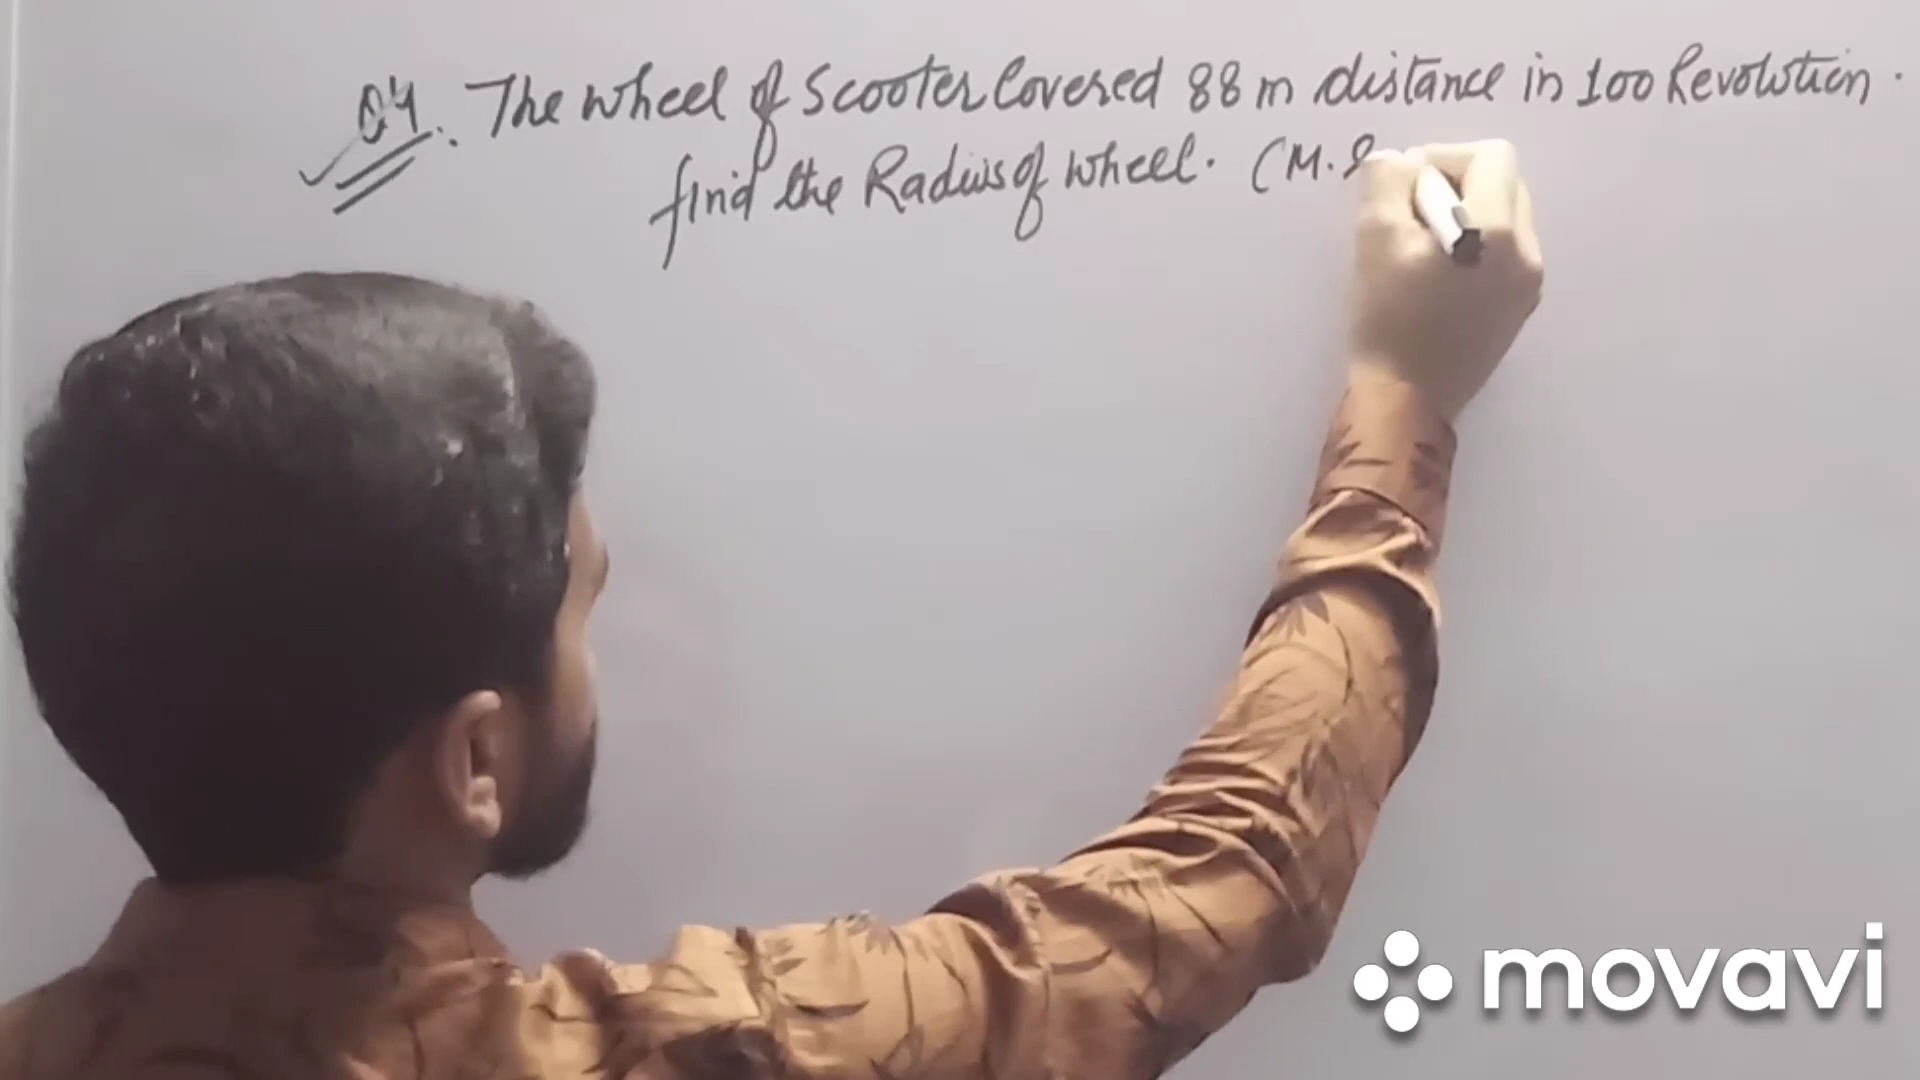 Q4. The wheel of Scooter Covered 88 m distance in 100 Revolution.
find the Radius of wheel. (M.
movavi